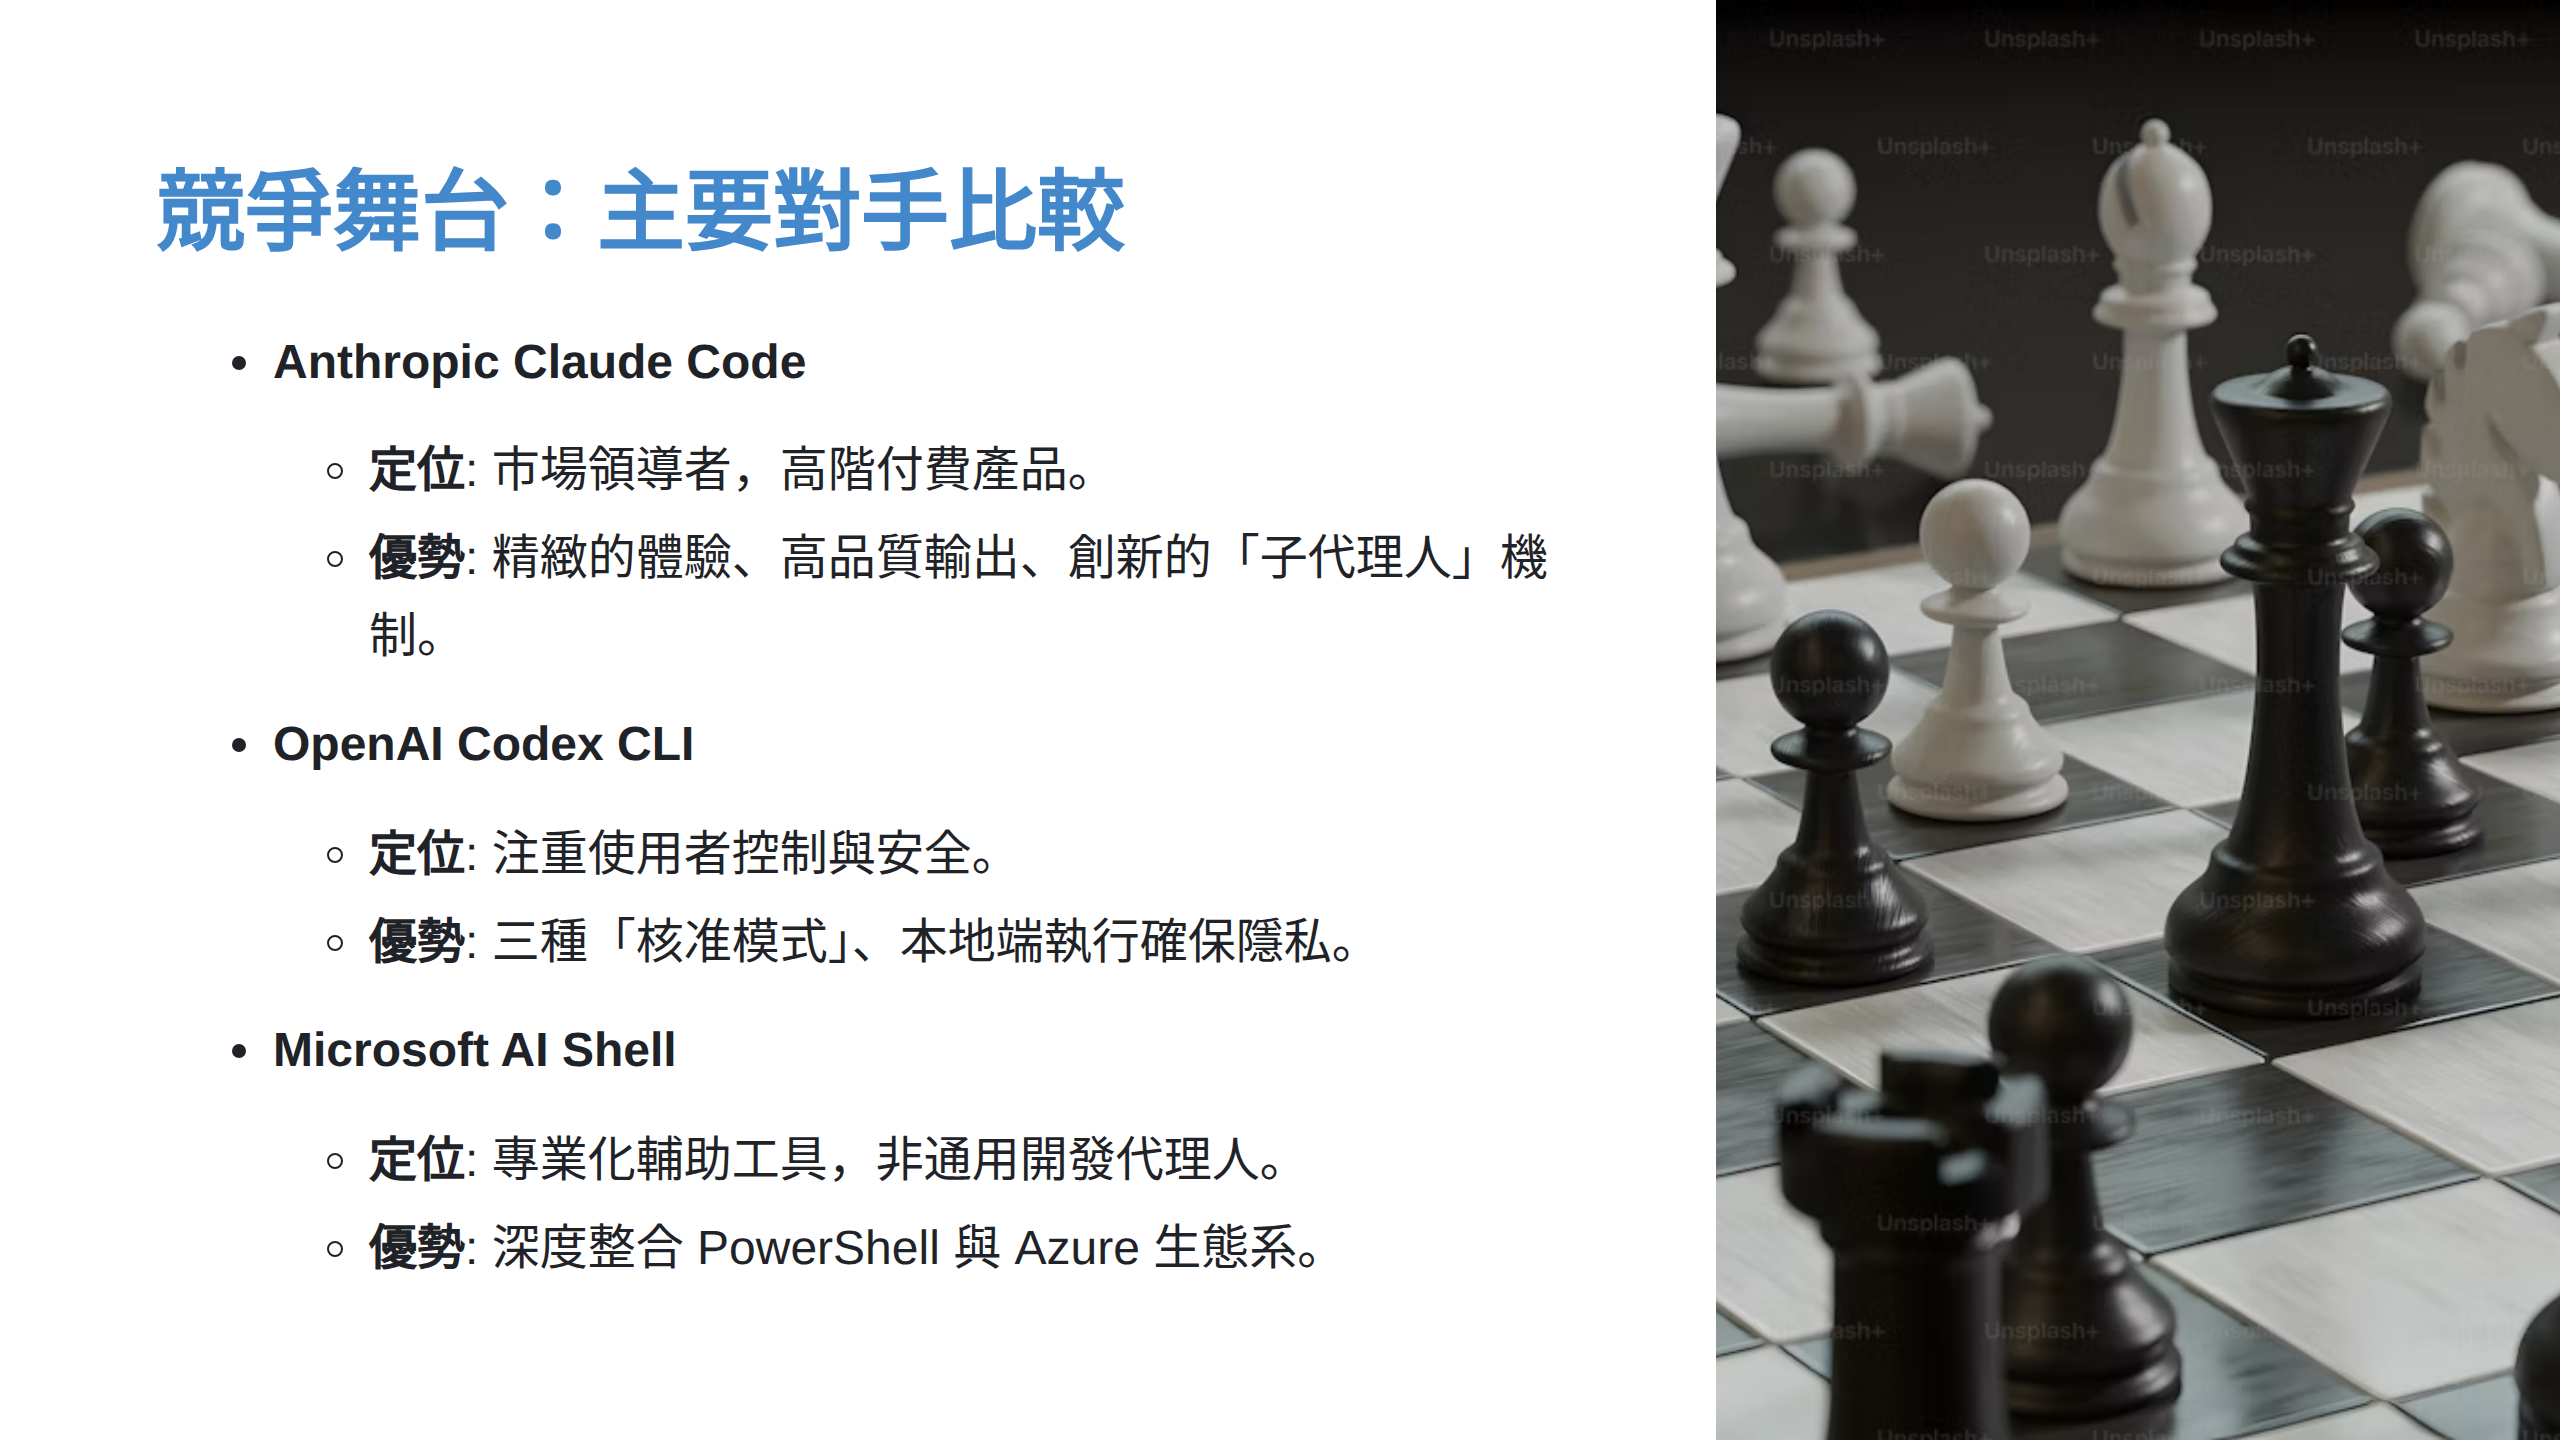 競爭舞台：主要對手比較
Anthropic Claude Code
定位: 市場領導者，高階付費產品。
優勢: 精緻的體驗、高品質輸出、創新的「子代理人」機
制。
OpenAI Codex CLI
定位: 注重使用者控制與安全。
優勢: 三種「核准模式」、本地端執行確保隱私。
Microsoft AI Shell
定位: 專業化輔助工具，非通用開發代理人。
優勢: 深度整合 PowerShell 與 Azure 生態系。
Unsplash+ Unsplash+ Unsplash+ Unsplash+